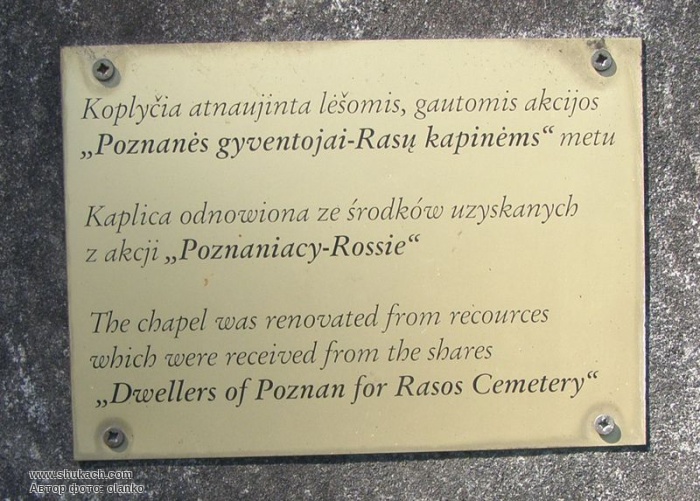 Koplyčia atnaujinta lėšomis, gautomis akcijos
„Poznanės gyventojai-Rasų kapinėms“ metu
Kaplica odnowiona ze środków uzyskanych
z akcji „Poznaniacy-Rossie“
The chapel was renovated from recources
which were received from the shares
„Dwellers of Poznan for Rasos Cemetery“
www.shukach.com
Автор фото: olanko